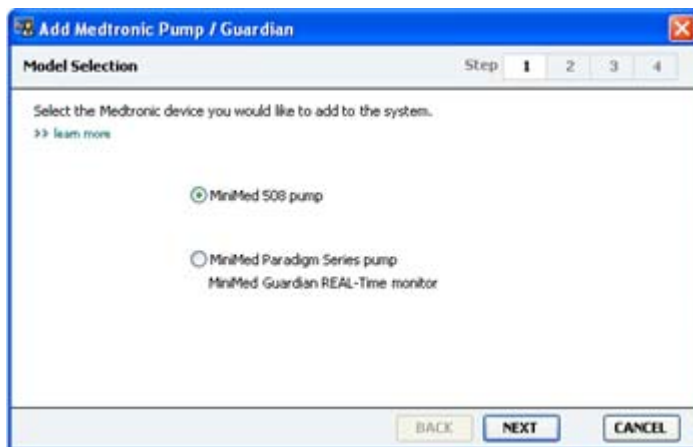 Add Medtronic Pump / Guardian
Model Selection Step 1 2 3 4
Select the Medtronic device you would like to add to the system.
>> learn more
MiniMed 508 pump
MiniMed Paradigm Series pump
MiniMed Guardian REAL-Time monitor
BACK NEXT CANCEL